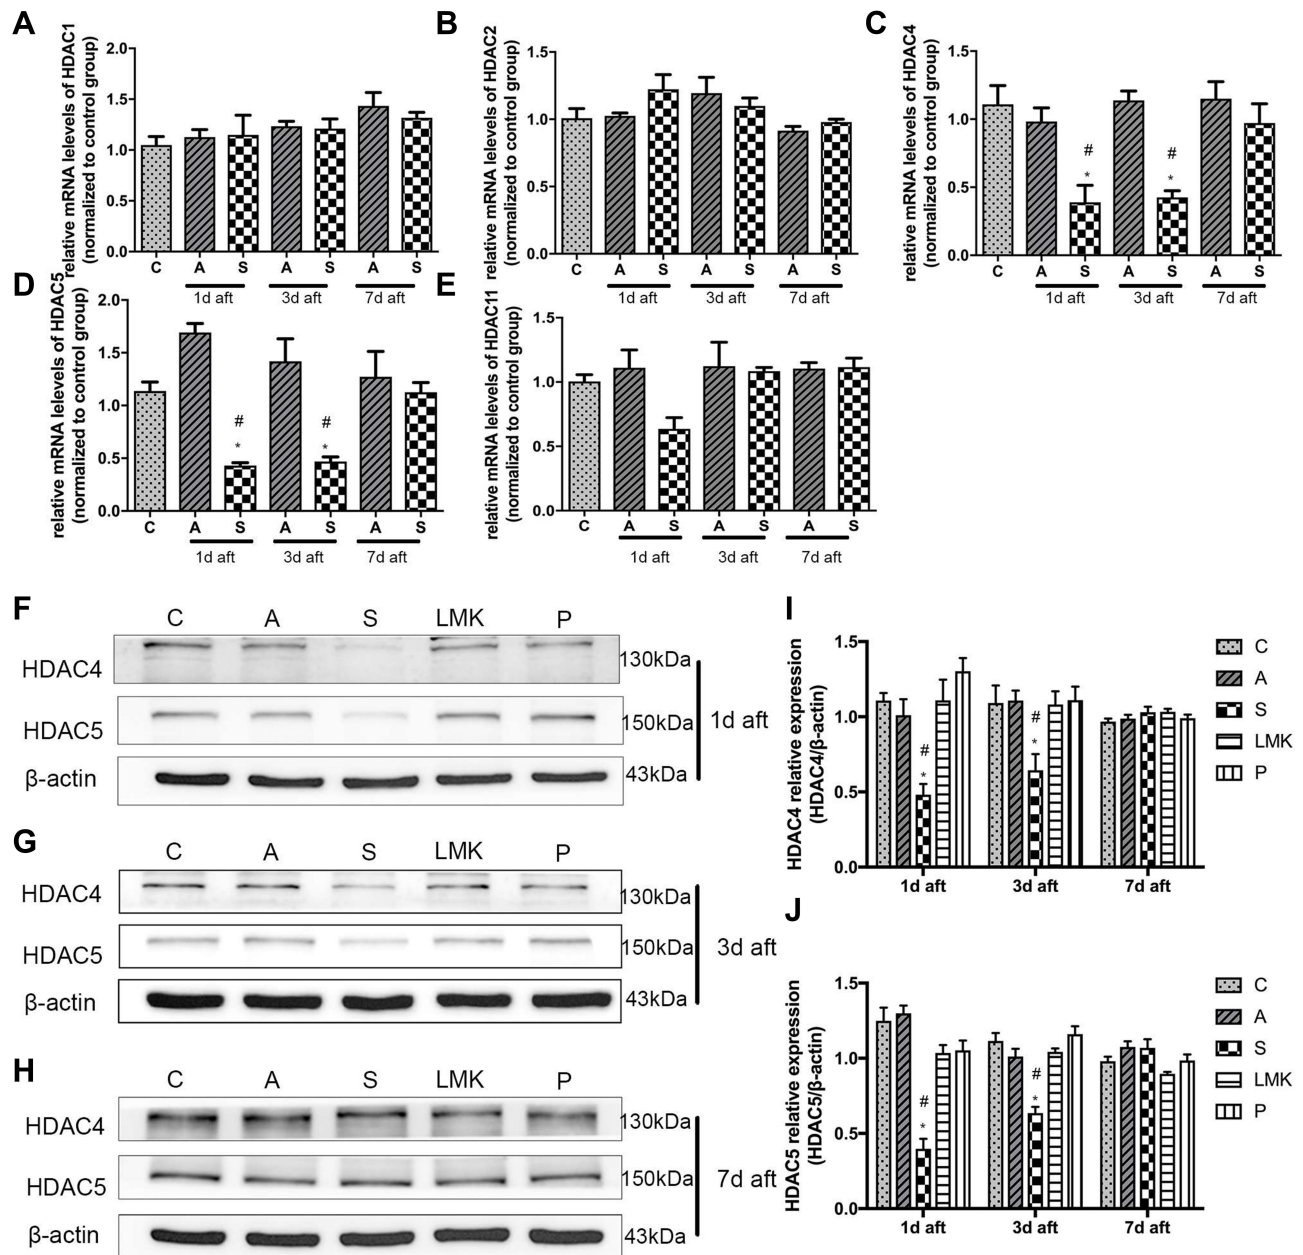 A
relative mRNA lelevels of HDAC1
(normalized to control group)
2.0
1.5
1.0
0.5
0.0
C A S A S A S
1d aft 3d aft 7d aft
B
relative mRNA lelevels of HDAC2
(normalized to control group)
1.5
1.0
0.5
0.0
C A S A S A S
1d aft 3d aft 7d aft
C
relative mRNA lelevels of HDAC4
(normalized to control group)
1.5
1.0
0.5
0.0
# #
* *
C A S A S A S
1d aft 3d aft 7d aft
D
relative mRNA lelevels of HDAC5
(normalized to control group)
2.0
1.5
1.0
0.5
0.0
# #
* *
C A S A S A S
1d aft 3d aft 7d aft
E
relative mRNA lelevels of HDAC11
(normalized to control group)
1.5
1.0
0.5
0.0
C A S A S A S
1d aft 3d aft 7d aft
F
C A S LMK P
HDAC4 130kDa
HDAC5 150kDa
β-actin 43kDa
1d aft
G
C A S LMK P
HDAC4 130kDa
HDAC5 150kDa
β-actin 43kDa
3d aft
H
C A S LMK P
HDAC4 130kDa
HDAC5 150kDa
β-actin 43kDa
7d aft
I
HDAC4 relative expression
(HDAC4/β-actin)
1.5
1.0
0.5
0.0
# #
* *
1d aft 3d aft 7d aft
C
A
S
LMK
P
J
HDAC5 relative expression
(HDAC5/β-actin)
1.5
1.0
0.5
0.0
# #
* *
1d aft 3d aft 7d aft
C
A
S
LMK
P